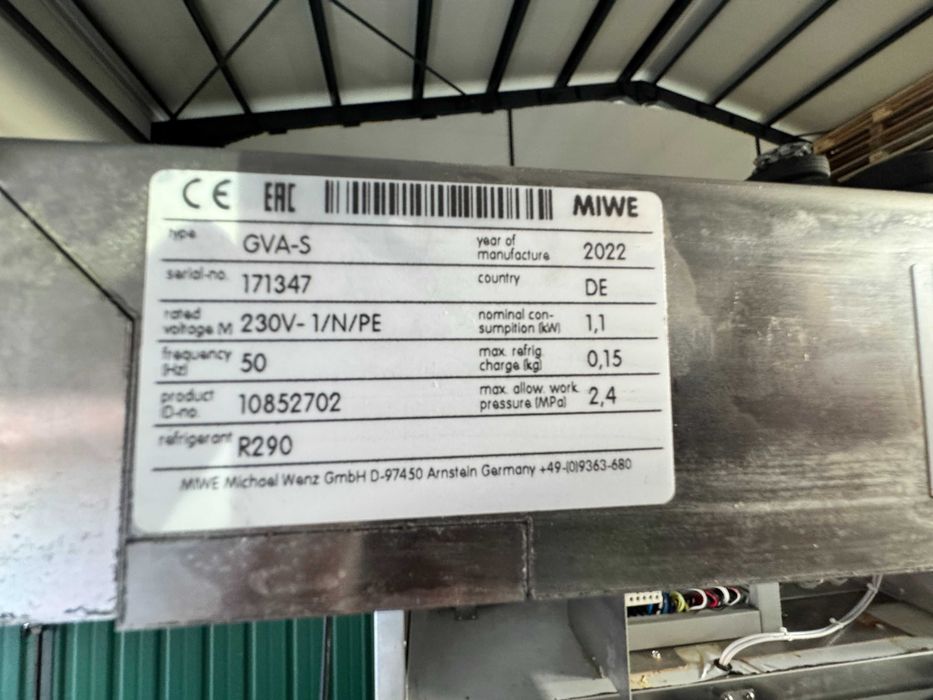 CE EAC MIWE
type GVA-S year of manufacture 2022
serial-no. 171347 country DE
rated voltage (V) 230V~ 1/N/PE nominal con-sumpition (kW) 1,1
frequency (Hz) 50 max. refrig. charge (kg) 0,15
product ID-no. 10852702 max. allow. work. pressure (MPa) 2,4
refrigerant R290
MIWE Michael Wenz GmbH D-97450 Arnstein Germany +49-(0)9363-680